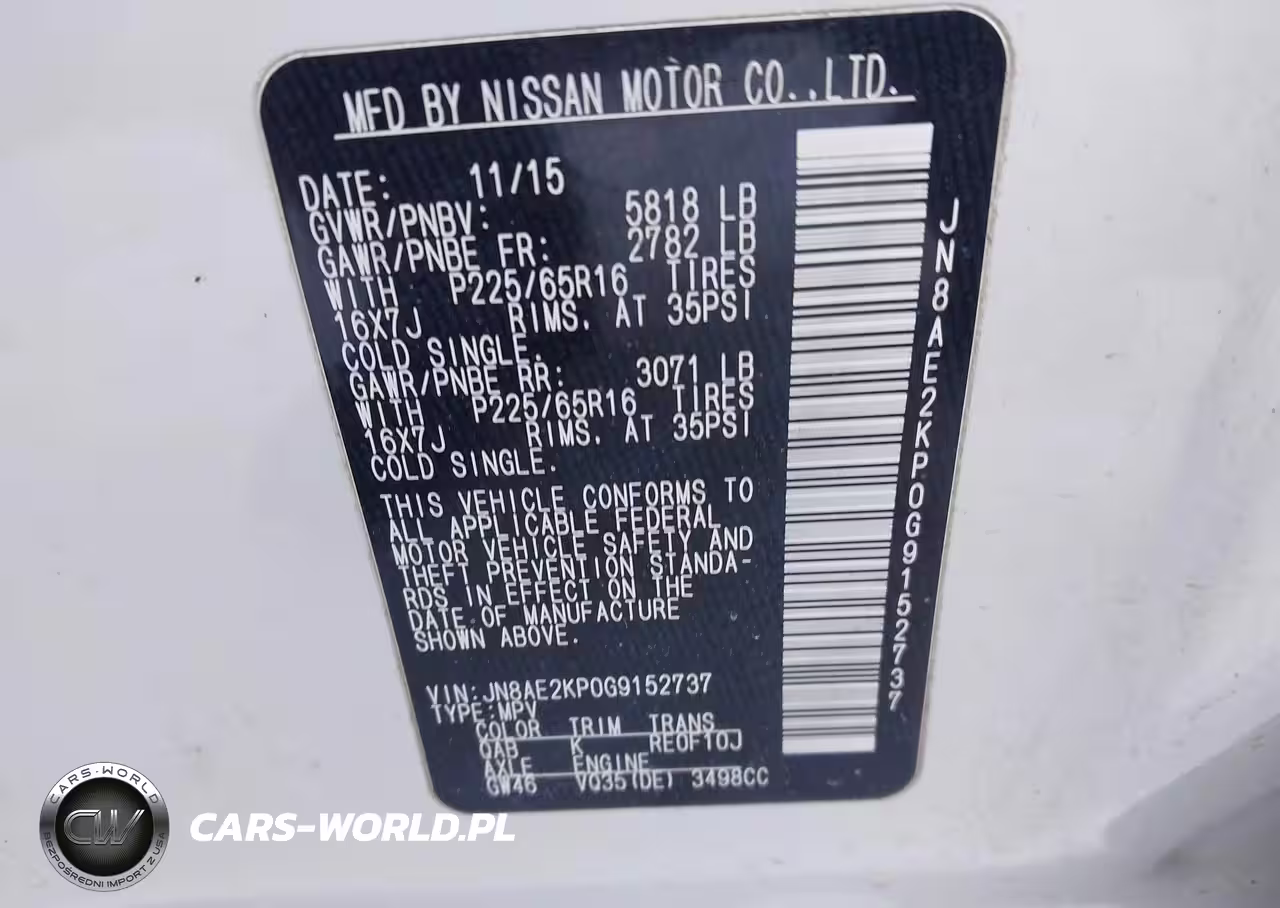 MFD BY NISSAN MOTOR CO.,LTD.
DATE: 11/15
GVWR/PNBV: 5818 LB
GAWR/PNBE FR: 2782 LB
WITH P225/65R16 TIRES
16X7J RIMS, AT 35PSI
COLD SINGLE.
GAWR/PNBE RR: 3071 LB
WITH P225/65R16 TIRES
16X7J RIMS, AT 35PSI
COLD SINGLE.
THIS VEHICLE CONFORMS TO
ALL APPLICABLE FEDERAL
MOTOR VEHICLE SAFETY AND
THEFT PREVENTION STANDA-
RDS IN EFFECT ON THE
DATE OF MANUFACTURE
SHOWN ABOVE.
VIN:JN8AE2KP0G9152737
TYPE:MPV
COLOR TRIM TRANS
QAB K RE0F10J
AXLE ENGINE
GW46 VQ35(DE) 3498CC
JN8AE2KP0G9152737
CARS-WORLD
CW
BEZPOŚREDNI IMPORT Z USA
CARS-WORLD.PL